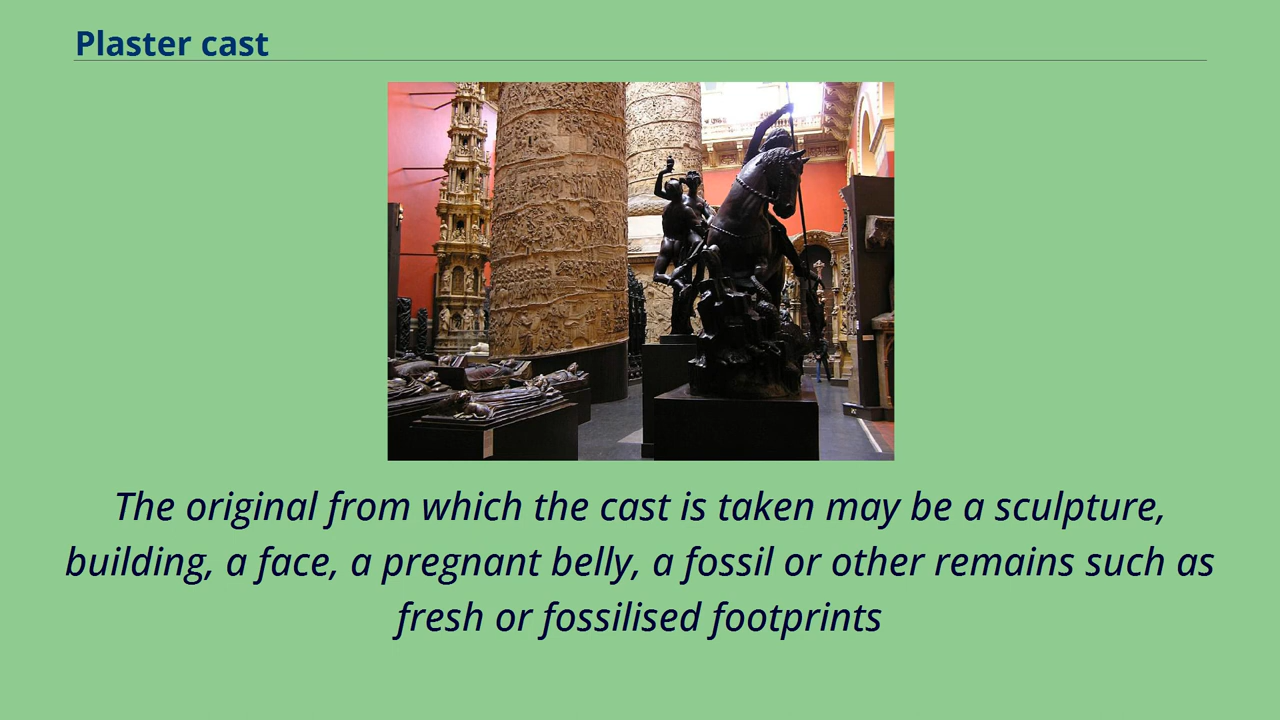 Plaster cast
The original from which the cast is taken may be a sculpture,
building, a face, a pregnant belly, a fossil or other remains such as
fresh or fossilised footprints